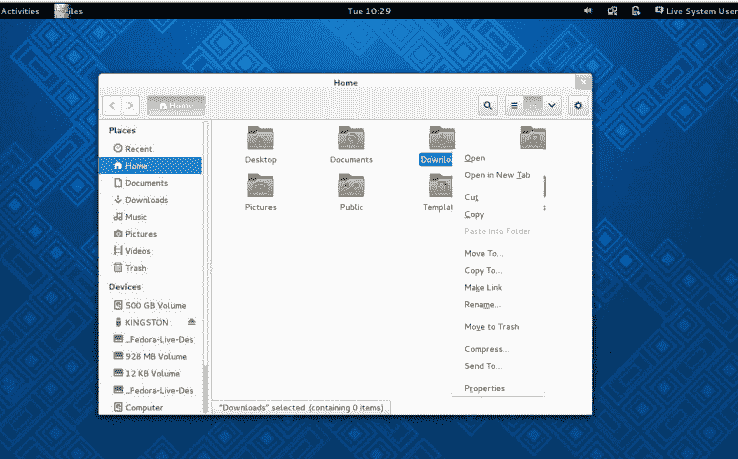 Activities
Files
Tue 10:29
Live System User
Home
Home
Places
Recent
Home
Documents
Downloads
Music
Pictures
Videos
Trash
Devices
500 GB Volume
KINGSTON
_Fedora-Live-Des
928 MB Volume
12 KB Volume
_Fedora-Live-Des
Computer
Desktop
Documents
Downlo
Pictures
Public
Templat
Open
Open in New Tab
Cut
Copy
Paste Into Folder
Move To...
Copy To...
Make Link
Rename...
Move to Trash
Compress...
Send To...
Properties
"Downloads" selected (containing 0 items)